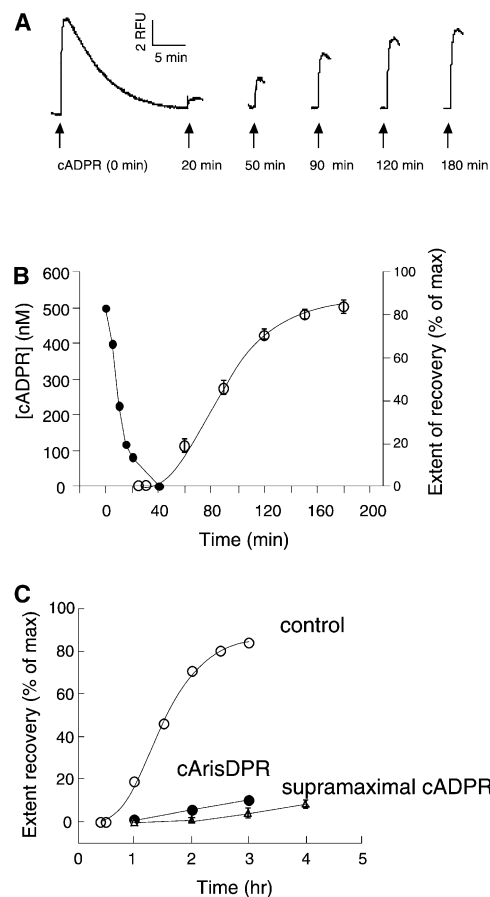 A
2 RFU
5 min
cADPR (0 min) 20 min 50 min 90 min 120 min 180 min
B
[cADPR] (nM)
600
500
400
300
200
100
0
Extent of recovery (% of max)
100
80
60
40
20
0
0 40 80 120 160 200
Time (min)
C
Extent recovery (% of max)
100
80
60
40
20
0
control
cArisDPR
supramaximal cADPR
0 1 2 3 4 5
Time (hr)